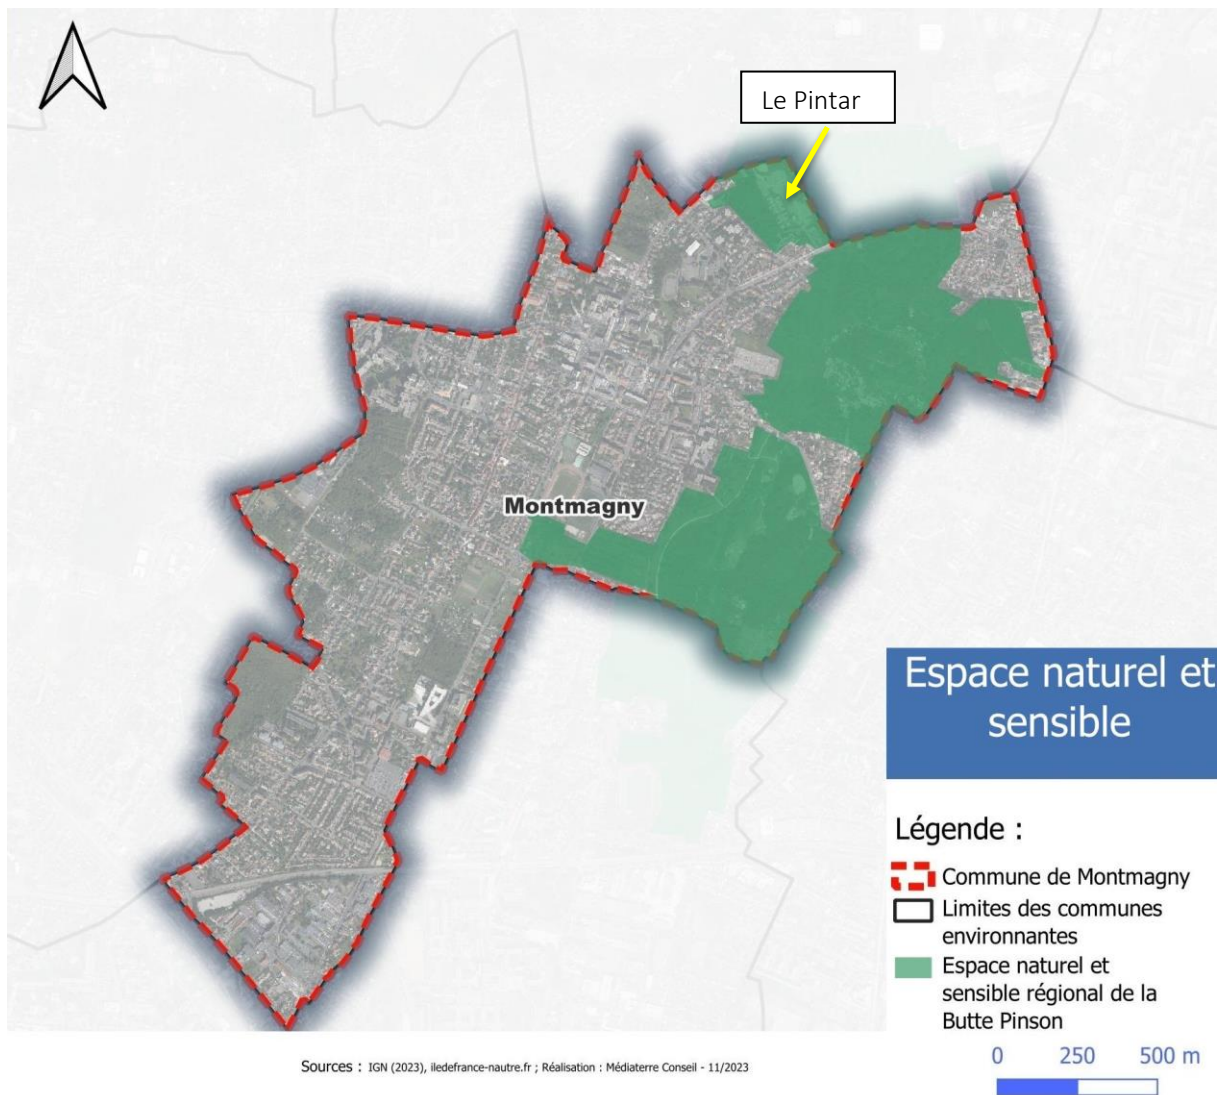 Le Pintar
Montmagny
Espace naturel et
sensible
Légende :
Commune de Montmagny
Limites des communes
environnantes
Espace naturel et
sensible régional de la
Butte Pinson
0 250 500 m
Sources : IGN (2023), iledefrance-nautre.fr ; Réalisation : Médiaterre Conseil - 11/2023